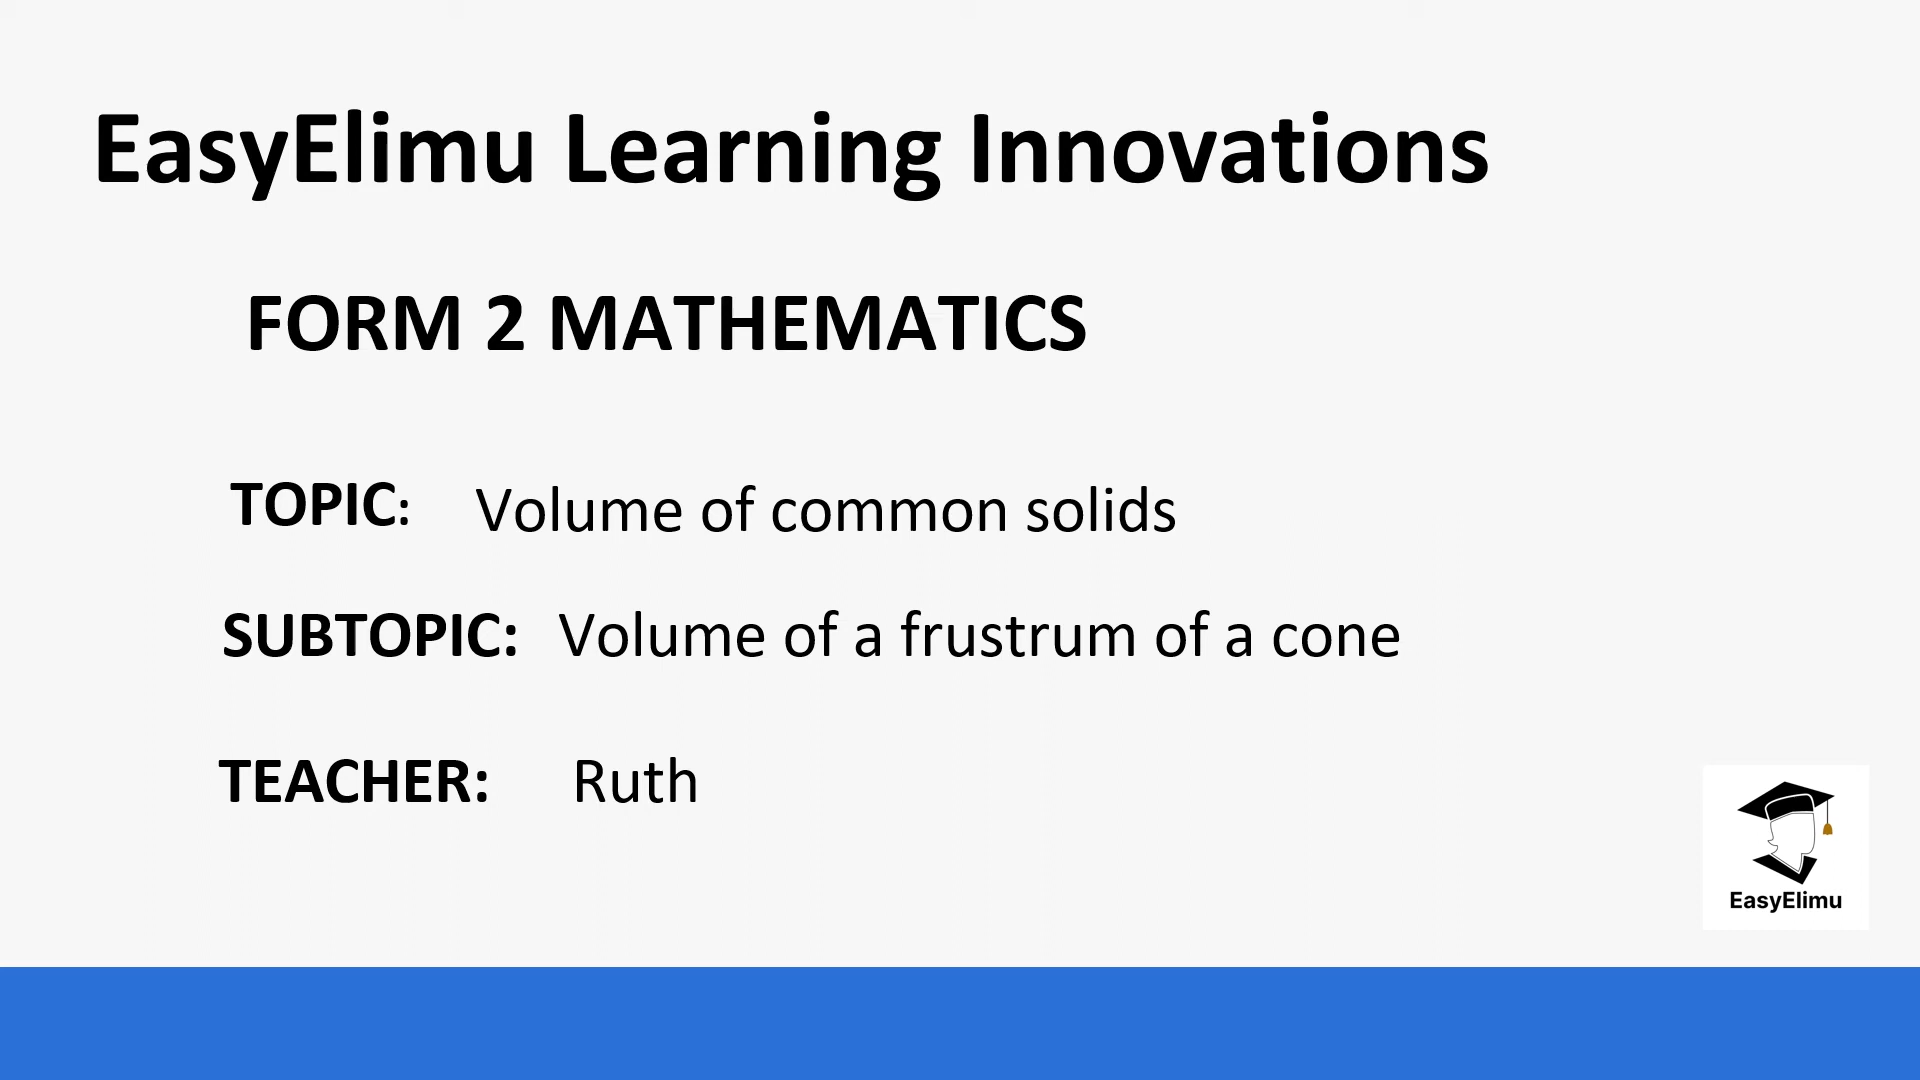 EasyElimu Learning Innovations
FORM 2 MATHEMATICS
TOPIC: Volume of common solids
SUBTOPIC: Volume of a frustrum of a cone
TEACHER: Ruth
EasyElimu